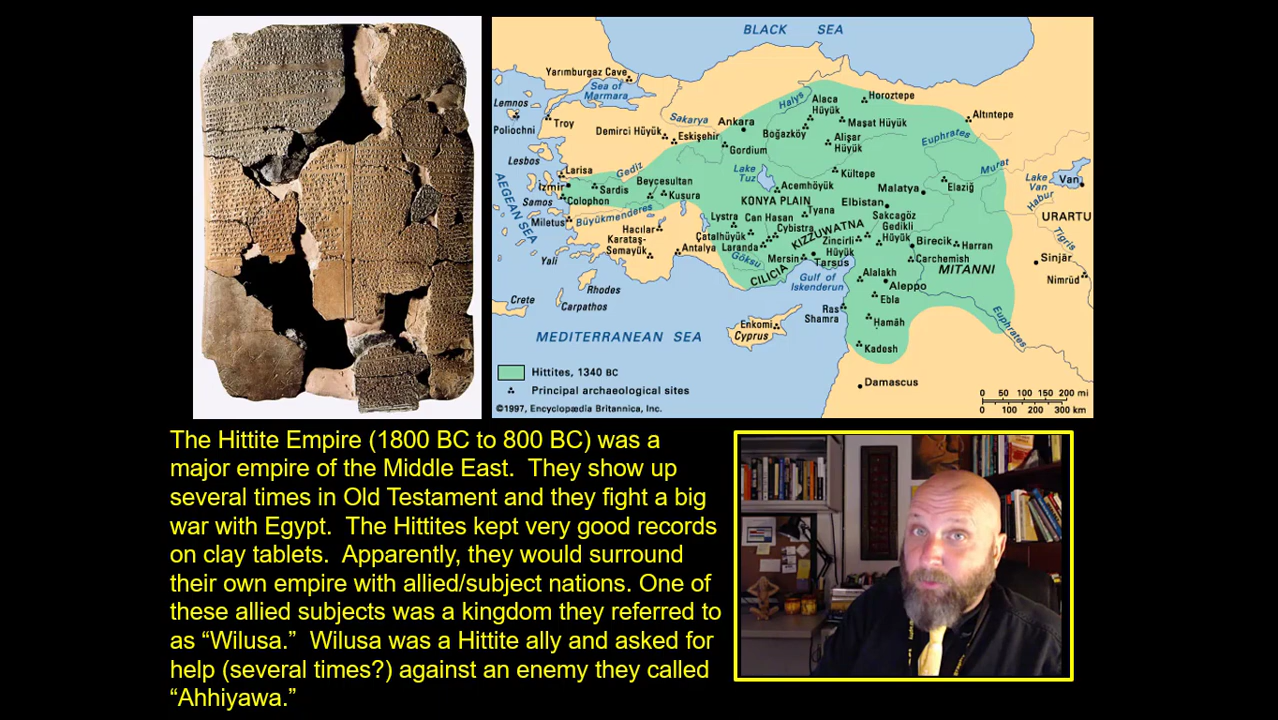 BLACK SEA
Yarımburgaz Cave
Sea of
Marmara
Lemnos
Poliochni
Troy
Lesbos
AEGEAN SEA
Larisa
İzmir
Samos
Colophon
Miletus
Yali
Crete
Carpathos
Rhodes
Sakarya
Demirci Hüyük
Eskişehir
Ankara
Gordium
Gediz
Sardis
Beycesultan
Kusura
Büyükmenderes
Hacılar
Karataş-
Semayük
Antalya
Halys
Alaca
Hüyük
Horoztepe
Boğazköy
Maşat Hüyük
Alişar
Hüyük
Altıntepe
Euphrates
Murat
Lake
Tuz
Acemhöyük
Kültepe
Malatya
Elazığ
KONYA PLAIN
Tyana
Elbistan
Lystra
Can Hasan
Cybistra
Çatalhüyük
Laranda
KIZZUWATNA
Sakcagöz
Gedikli
Hüyük
Zincirli
Hüyük
Birecik
Harran
Carchemish
MITANNI
Göksu
Mersin
Tarsus
CILICIA
Gulf of
Iskenderun
Alalakh
Aleppo
Ebla
Ras
Shamra
Hamāh
Kadesh
Damascus
Enkomi
Cyprus
MEDITERRANEAN SEA
Lake
Van
Van
Habur
URARTU
Tigris
Sinjār
Nimrūd
Euphrates
Hittites, 1340 BC
Principal archaeological sites
©1997, Encyclopædia Britannica, Inc.
0 50 100 150 200 mi
0 100 200 300 km
The Hittite Empire (1800 BC to 800 BC) was a
major empire of the Middle East. They show up
several times in Old Testament and they fight a big
war with Egypt. The Hittites kept very good records
on clay tablets. Apparently, they would surround
their own empire with allied/subject nations. One of
these allied subjects was a kingdom they referred to
as “Wilusa.” Wilusa was a Hittite ally and asked for
help (several times?) against an enemy they called
“Ahhiyawa.”